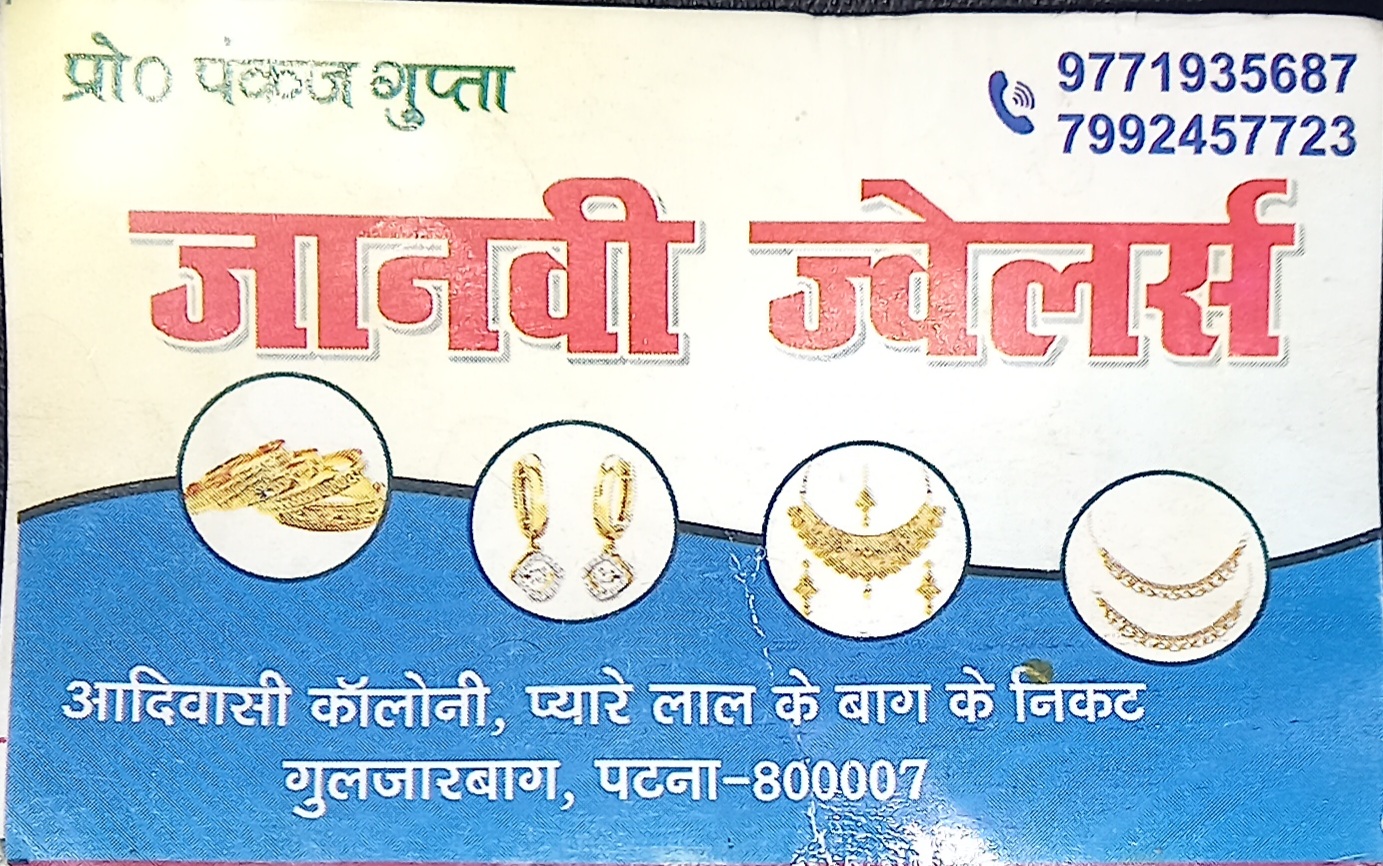 प्रो० पंकज गुप्ता
9771935687
7992457723
जानवी ज्वेलर्स
आदिवासी कॉलोनी, प्यारे लाल के बाग के निकट
गुलजारबाग, पटना-800007